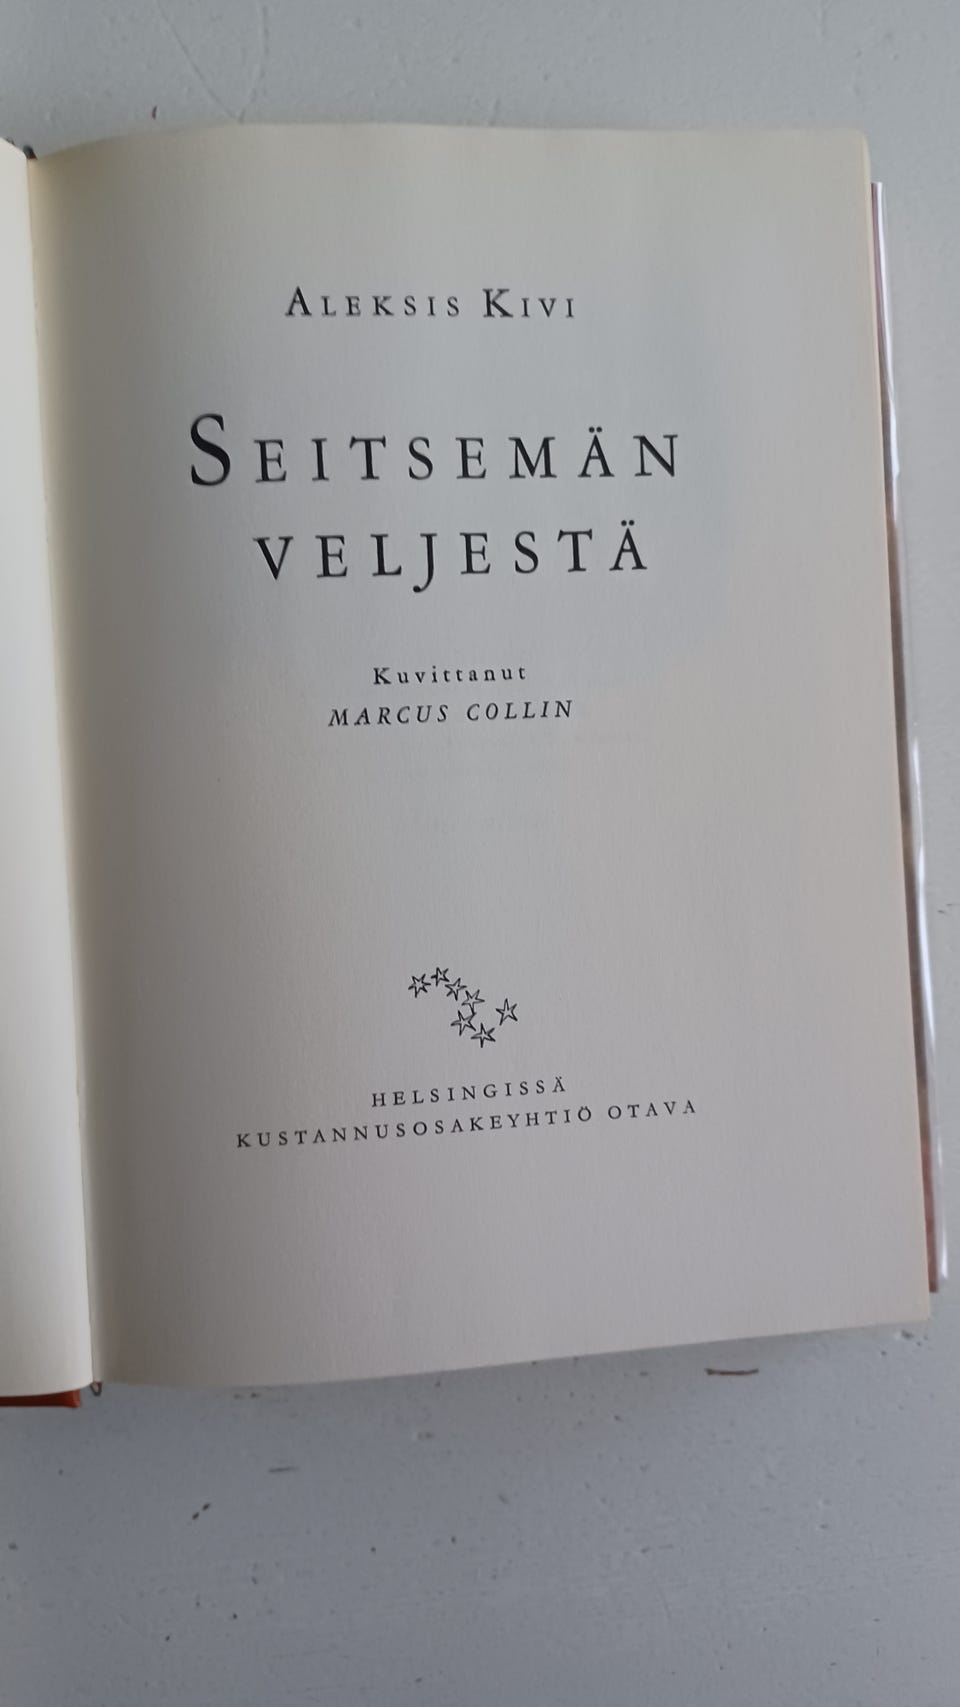 ALEKSIS KIVI
SEITSEMÄN
VELJESTÄ
Kuvittanut
MARCUS COLLIN
HELSINGISSÄ
KUSTANNUSOSAKEYHTIÖ OTAVA